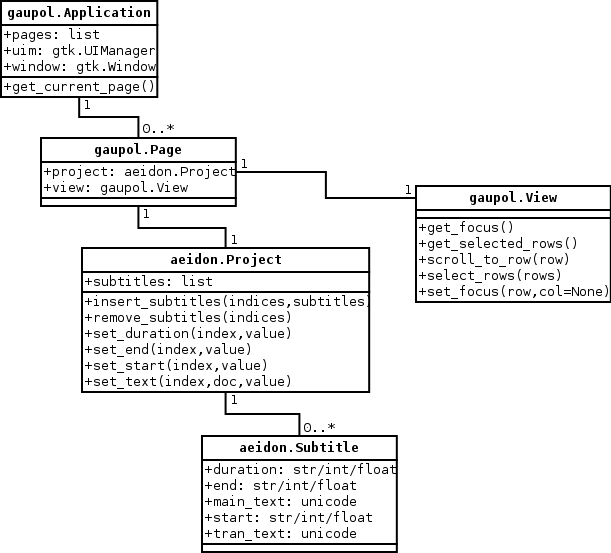 gaupol.Application
+pages: list
+uim: gtk.UIManager
+window: gtk.Window
+get_current_page()
1
0..*
gaupol.Page
+project: aeidon.Project
+view: gaupol.View
1
1
gaupol.View
+get_focus()
+get_selected_rows()
+scroll_to_row(row)
+select_rows(rows)
+set_focus(row,col=None)
1
1
aeidon.Project
+subtitles: list
+insert_subtitles(indices,subtitles)
+remove_subtitles(indices)
+set_duration(index,value)
+set_end(index,value)
+set_start(index,value)
+set_text(index,doc,value)
1
0..*
aeidon.Subtitle
+duration: str/int/float
+end: str/int/float
+main_text: unicode
+start: str/int/float
+tran_text: unicode